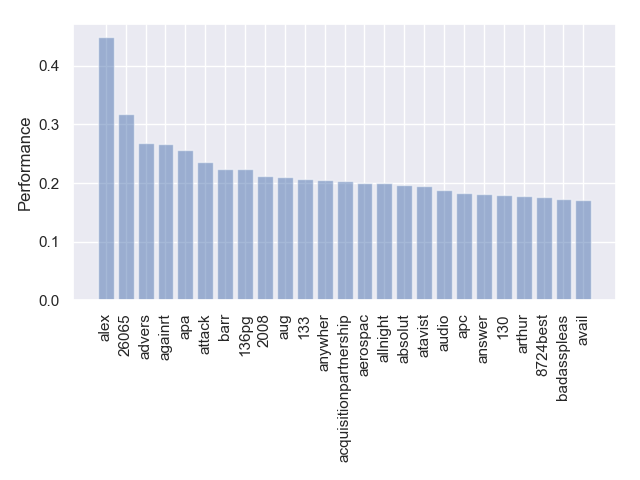 0.4
0.3
0.2
0.1
0.0
Performance
alex
26065
advers
againrt
apa
attack
barr
136pg
2008
aug
133
anywher
acquisitionpartnership
aerospac
allnight
absolut
atavist
audio
apc
answer
130
arthur
8724best
badasspleas
avail